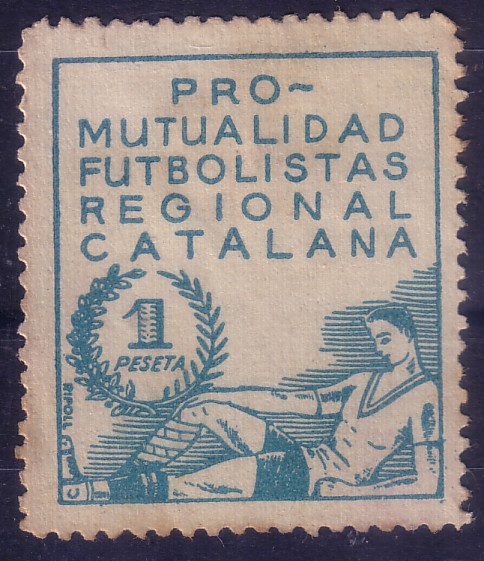 PRO-
MUTUALIDAD
FUTBOLISTAS
REGIONAL
CATALANA
1
PESETA